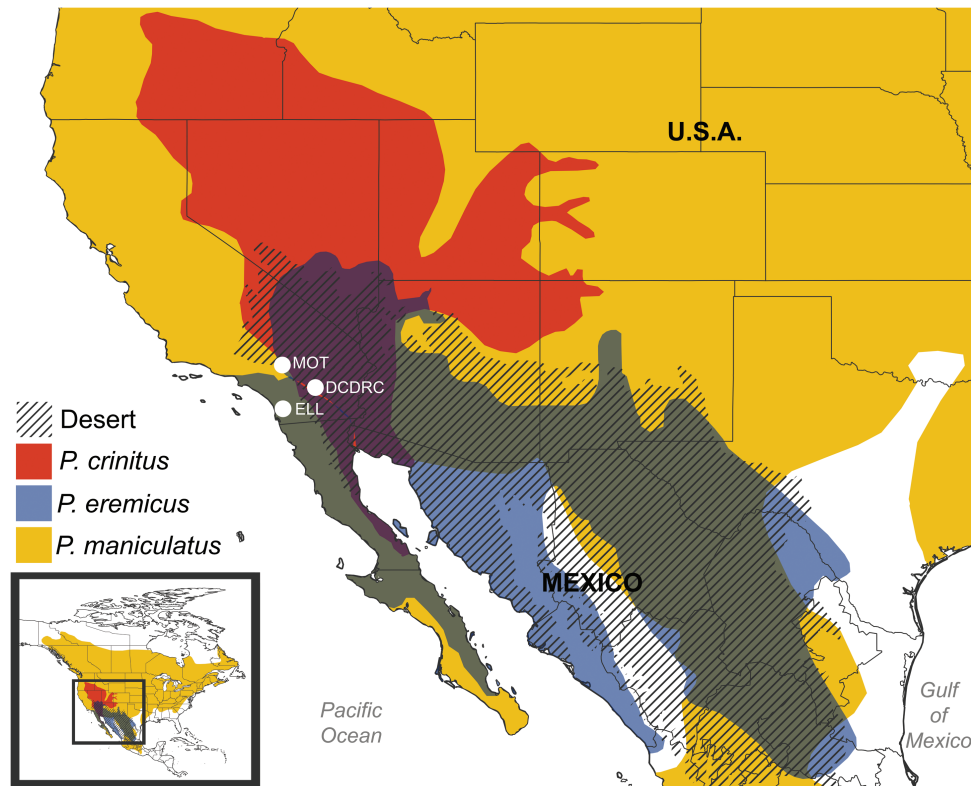 U.S.A.
MOT
DCDRC
ELL
Desert
P. crinitus
P. eremicus
P. maniculatus
MEXICO
Pacific
Ocean
Gulf
of
Mexico